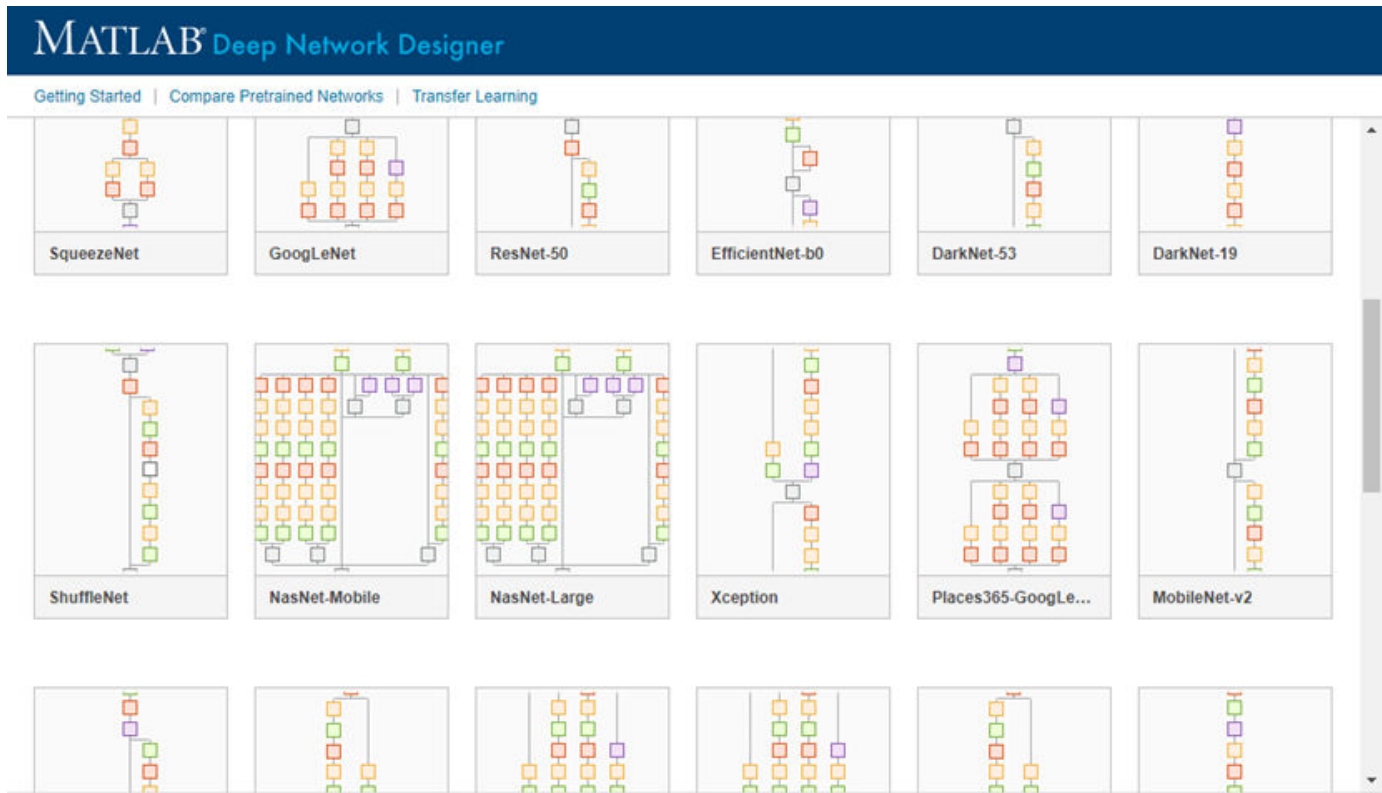 MATLAB® Deep Network Designer
Getting Started | Compare Pretrained Networks | Transfer Learning
SqueezeNet GoogLeNet ResNet-50 EfficientNet-b0 DarkNet-53 DarkNet-19
ShuffleNet NasNet-Mobile NasNet-Large Xception Places365-GoogLe... MobileNet-v2